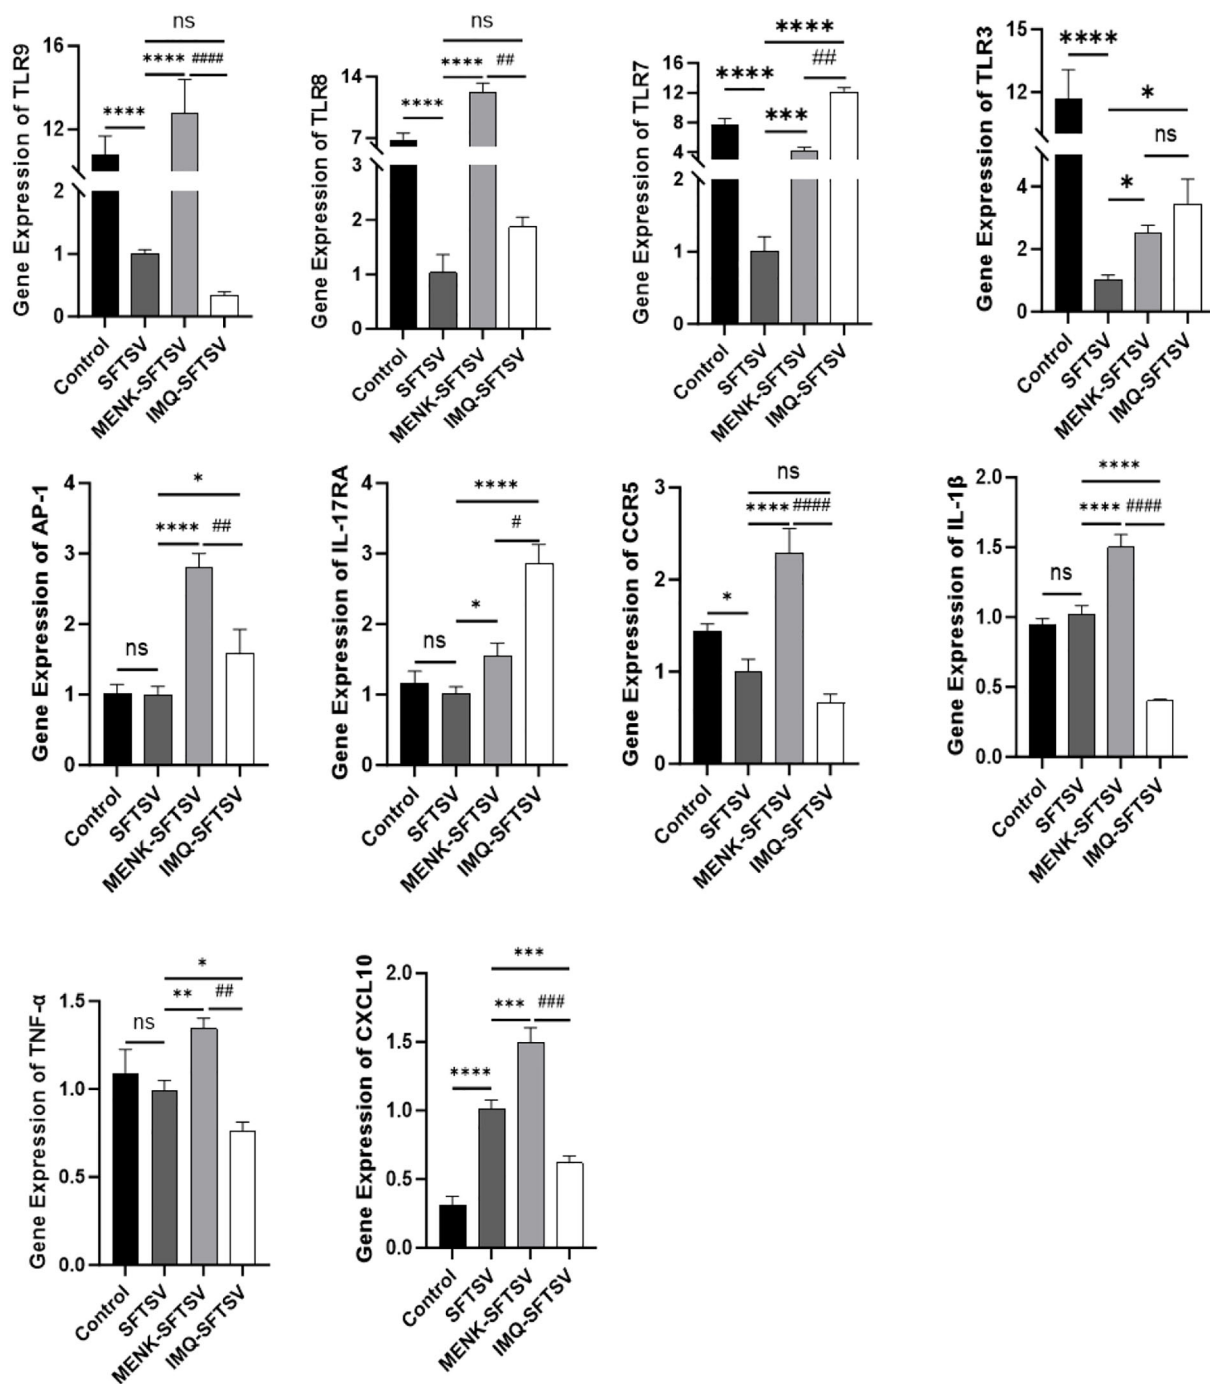 Gene Expression of TLR9
16
12
2
1
0
****
****
####
ns
Control
SFTSV
MENK-SFTSV
IMQ-SFTSV
Gene Expression of TLR8
14
7
3
2
1
0
****
****
##
ns
Control
SFTSV
MENK-SFTSV
IMQ-SFTSV
Gene Expression of TLR7
16
12
8
4
2
1
0
****
***
##
****
Control
SFTSV
MENK-SFTSV
IMQ-SFTSV
Gene Expression of TLR3
15
12
4
2
0
****
*
ns
*
Control
SFTSV
MENK-SFTSV
IMQ-SFTSV
Gene Expression of AP-1
4
3
2
1
0
ns
****
##
*
Control
SFTSV
MENK-SFTSV
IMQ-SFTSV
Gene Expression of IL-17RA
4
3
2
1
0
ns
*
#
****
Control
SFTSV
MENK-SFTSV
IMQ-SFTSV
Gene Expression of CCR5
3
2
1
0
*
****
####
ns
Control
SFTSV
MENK-SFTSV
IMQ-SFTSV
Gene Expression of IL-1β
2.0
1.5
1.0
0.5
0.0
ns
****
####
****
Control
SFTSV
MENK-SFTSV
IMQ-SFTSV
Gene Expression of TNF-α
1.5
1.0
0.5
0.0
ns
**
##
*
Control
SFTSV
MENK-SFTSV
IMQ-SFTSV
Gene Expression of CXCL10
2.0
1.5
1.0
0.5
0.0
****
***
###
***
Control
SFTSV
MENK-SFTSV
IMQ-SFTSV